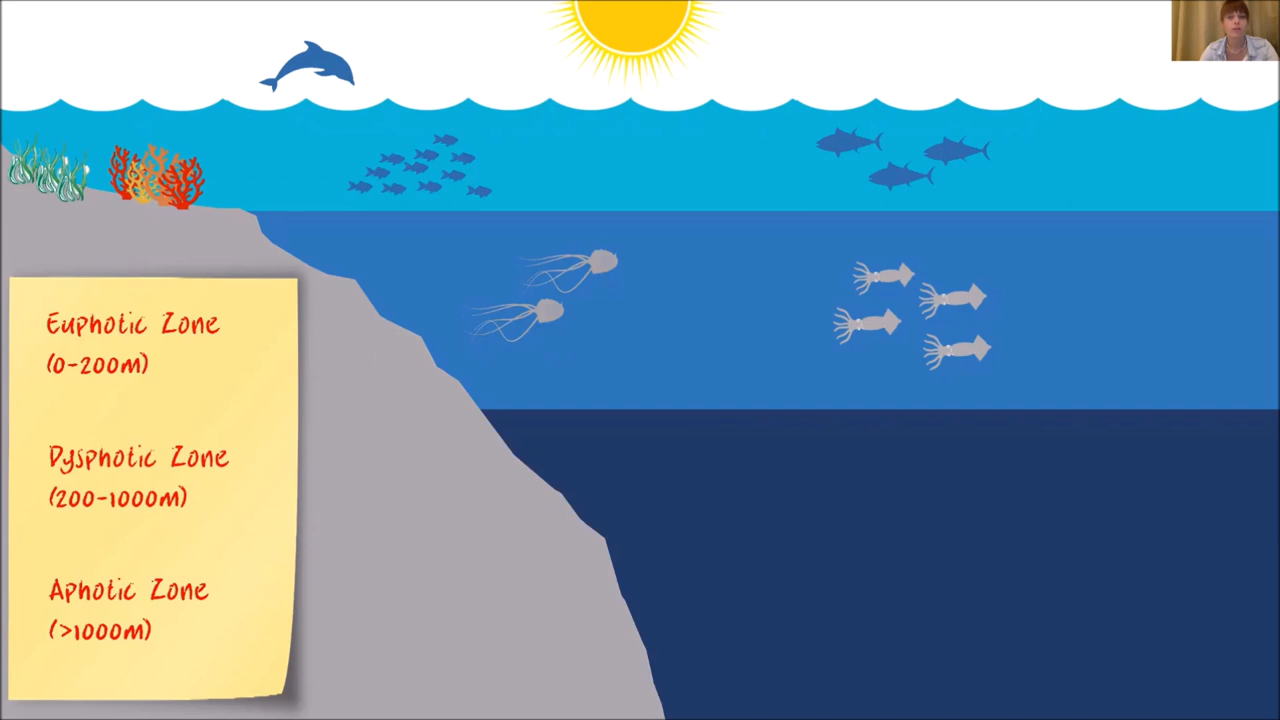 Euphotic Zone
(0-200m)
Dysphotic Zone
(200-1000m)
Aphotic Zone
(>1000m)